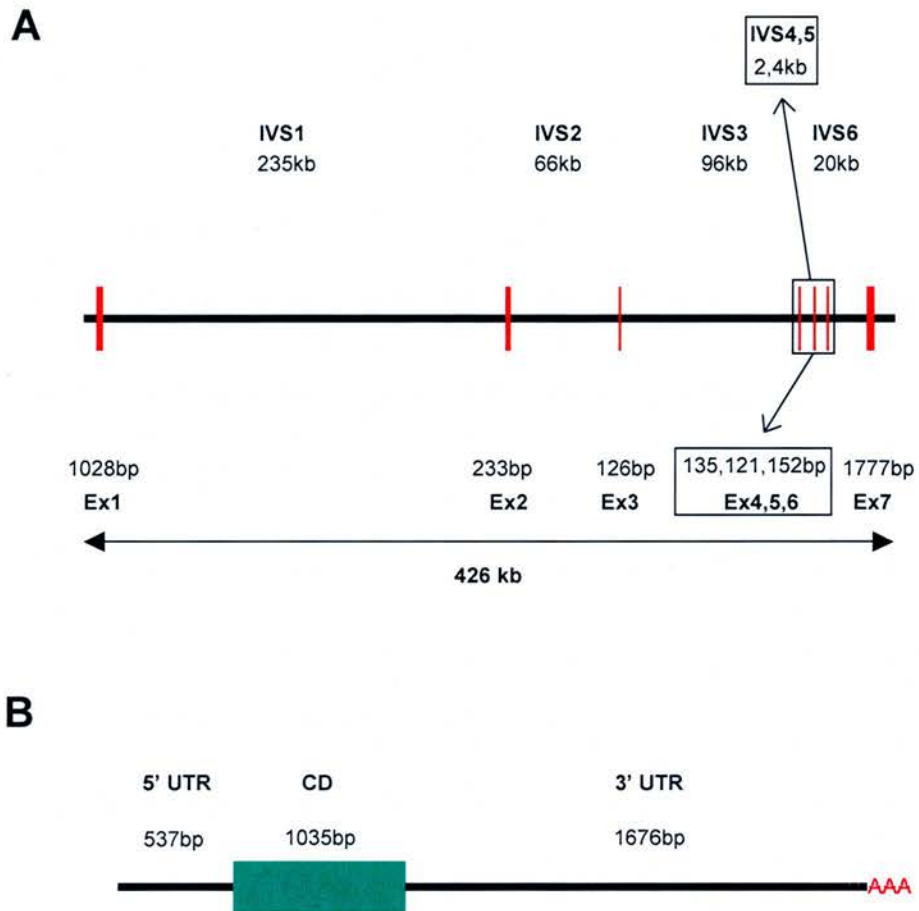 A
IVS4,5
2,4kb
IVS1
IVS2
IVS3
IVS6
235kb
66kb
96kb
20kb
1028bp
233bp
126bp
135,121,152bp
1777bp
Ex1
Ex2
Ex3
Ex4,5,6
Ex7
426 kb
B
5' UTR
CD
3' UTR
537bp
1035bp
1676bp
AAA